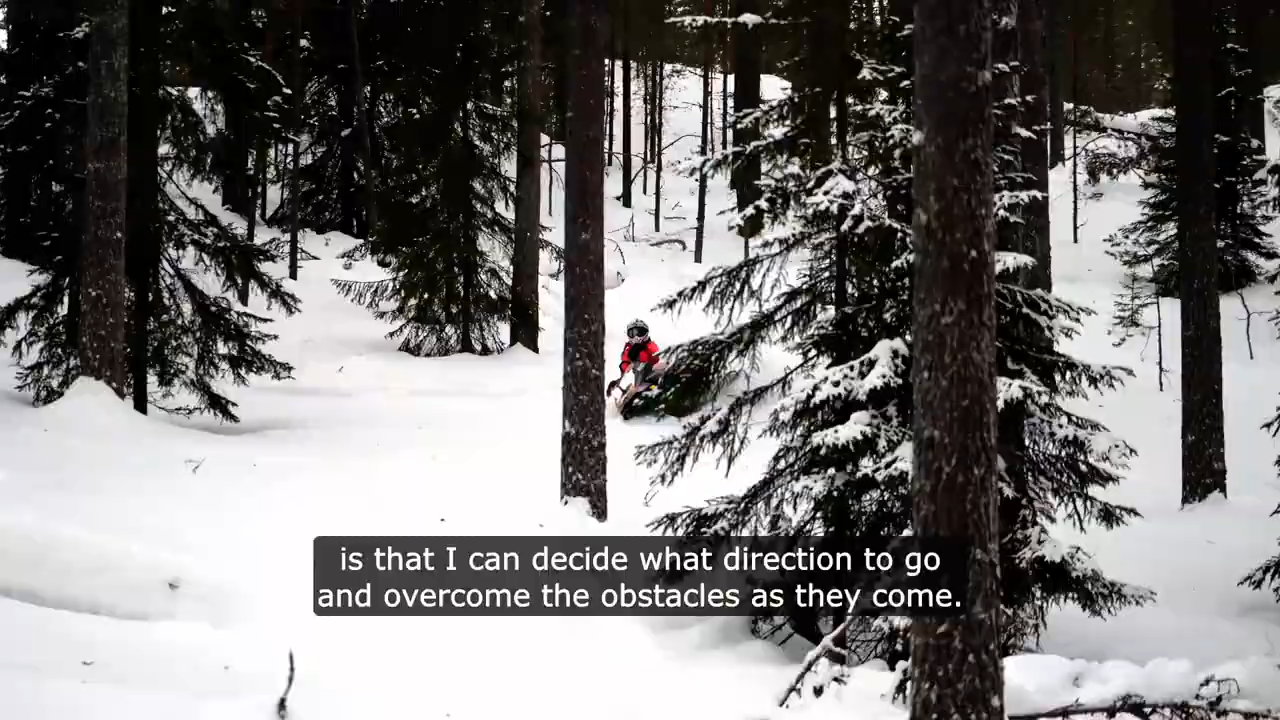 is that I can decide what direction to go
and overcome the obstacles as they come.